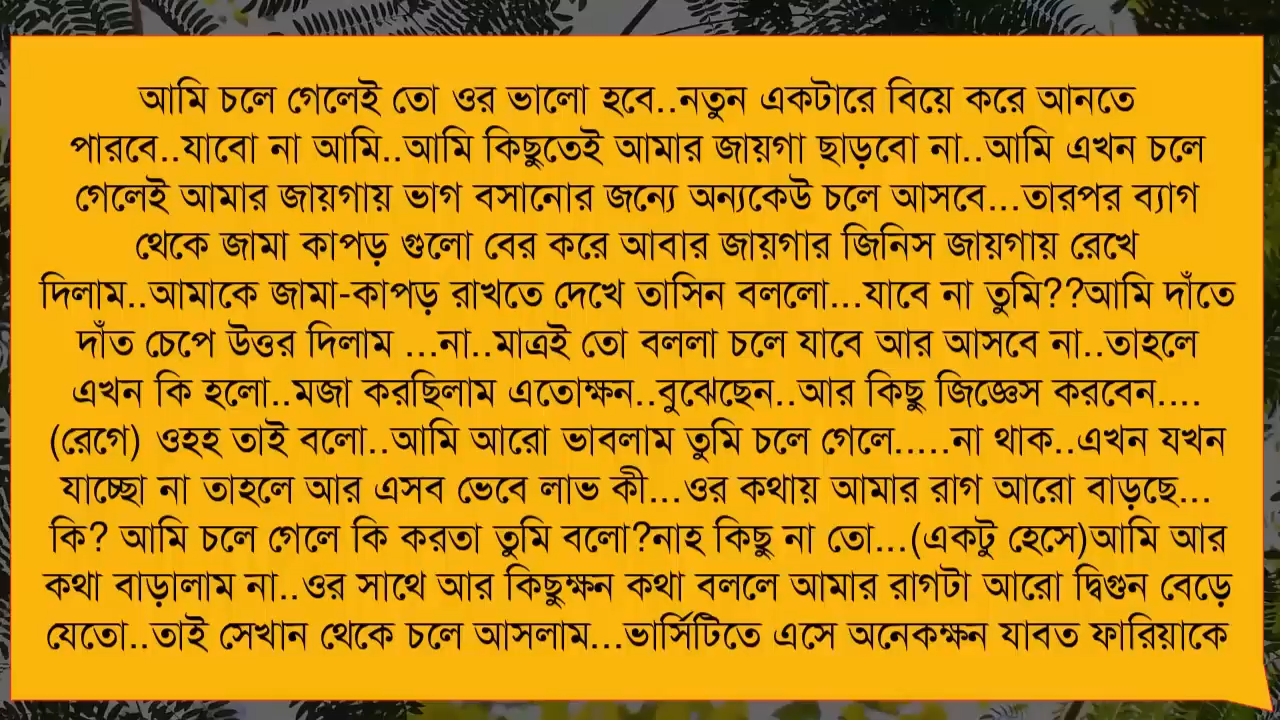 আমি চলে গেলেই তো ওর ভালো হবে..নতুন একটারে বিয়ে করে আনতে
পারবে..যাবো না আমি..আমি কিছুতেই আমার জায়গা ছাড়বো না..আমি এখন চলে
গেলেই আমার জায়গায় ভাগ বসানোর জন্যে অন্যকেউ চলে আসবে...তারপর ব্যাগ
থেকে জামা কাপড় গুলো বের করে আবার জায়গার জিনিস জায়গায় রেখে
দিলাম..আমাকে জামা-কাপড় রাখতে দেখে তাসিন বললো...যাবে না তুমি??আমি দাঁতে
দাঁত চেপে উত্তর দিলাম ...না..মাত্রই তো বললা চলে যাবে আর আসবে না..তাহলে
এখন কি হলো..মজা করছিলাম এতোক্ষন..বুঝেছেন..আর কিছু জিজ্ঞেস করবেন....
(রেগে) ওহহ তাই বলো..আমি আরো ভাবলাম তুমি চলে গেলে.....না থাক..এখন যখন
যাচ্ছো না তাহলে আর এসব ভেবে লাভ কী...ওর কথায় আমার রাগ আরো বাড়ছে...
কি? আমি চলে গেলে কি করতা তুমি বলো?নাহ কিছু না তো...(একটু হেসে)আমি আর
কথা বাড়ালাম না..ওর সাথে আর কিছুক্ষন কথা বললে আমার রাগটা আরো দ্বিগুন বেড়ে
যেতো..তাই সেখান থেকে চলে আসলাম...ভার্সিটিতে এসে অনেকক্ষন যাবত ফারিয়াকে